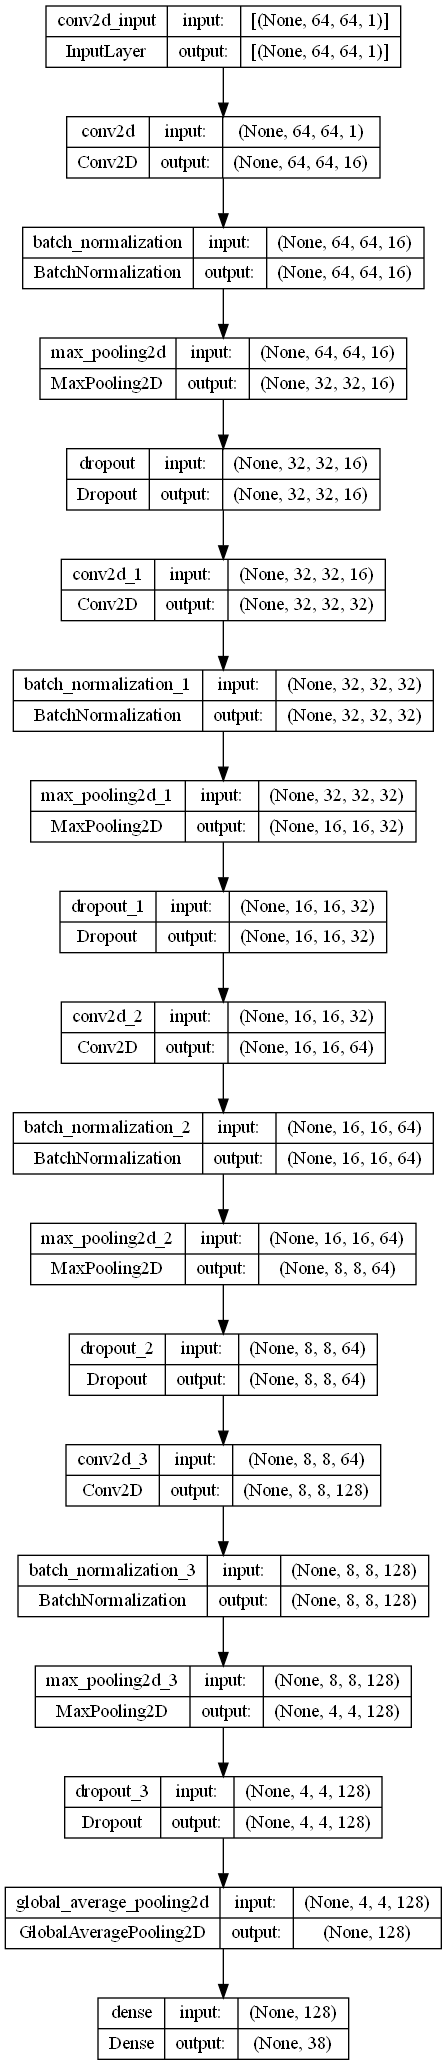 conv2d_input input: [(None, 64, 64, 1)]
InputLayer output: [(None, 64, 64, 1)]
conv2d input: (None, 64, 64, 1)
Conv2D output: (None, 64, 64, 16)
batch_normalization input: (None, 64, 64, 16)
BatchNormalization output: (None, 64, 64, 16)
max_pooling2d input: (None, 64, 64, 16)
MaxPooling2D output: (None, 32, 32, 16)
dropout input: (None, 32, 32, 16)
Dropout output: (None, 32, 32, 16)
conv2d_1 input: (None, 32, 32, 16)
Conv2D output: (None, 32, 32, 32)
batch_normalization_1 input: (None, 32, 32, 32)
BatchNormalization output: (None, 32, 32, 32)
max_pooling2d_1 input: (None, 32, 32, 32)
MaxPooling2D output: (None, 16, 16, 32)
dropout_1 input: (None, 16, 16, 32)
Dropout output: (None, 16, 16, 32)
conv2d_2 input: (None, 16, 16, 32)
Conv2D output: (None, 16, 16, 64)
batch_normalization_2 input: (None, 16, 16, 64)
BatchNormalization output: (None, 16, 16, 64)
max_pooling2d_2 input: (None, 16, 16, 64)
MaxPooling2D output: (None, 8, 8, 64)
dropout_2 input: (None, 8, 8, 64)
Dropout output: (None, 8, 8, 64)
conv2d_3 input: (None, 8, 8, 64)
Conv2D output: (None, 8, 8, 128)
batch_normalization_3 input: (None, 8, 8, 128)
BatchNormalization output: (None, 8, 8, 128)
max_pooling2d_3 input: (None, 8, 8, 128)
MaxPooling2D output: (None, 4, 4, 128)
dropout_3 input: (None, 4, 4, 128)
Dropout output: (None, 4, 4, 128)
global_average_pooling2d input: (None, 4, 4, 128)
GlobalAveragePooling2D output: (None, 128)
dense input: (None, 128)
Dense output: (None, 38)